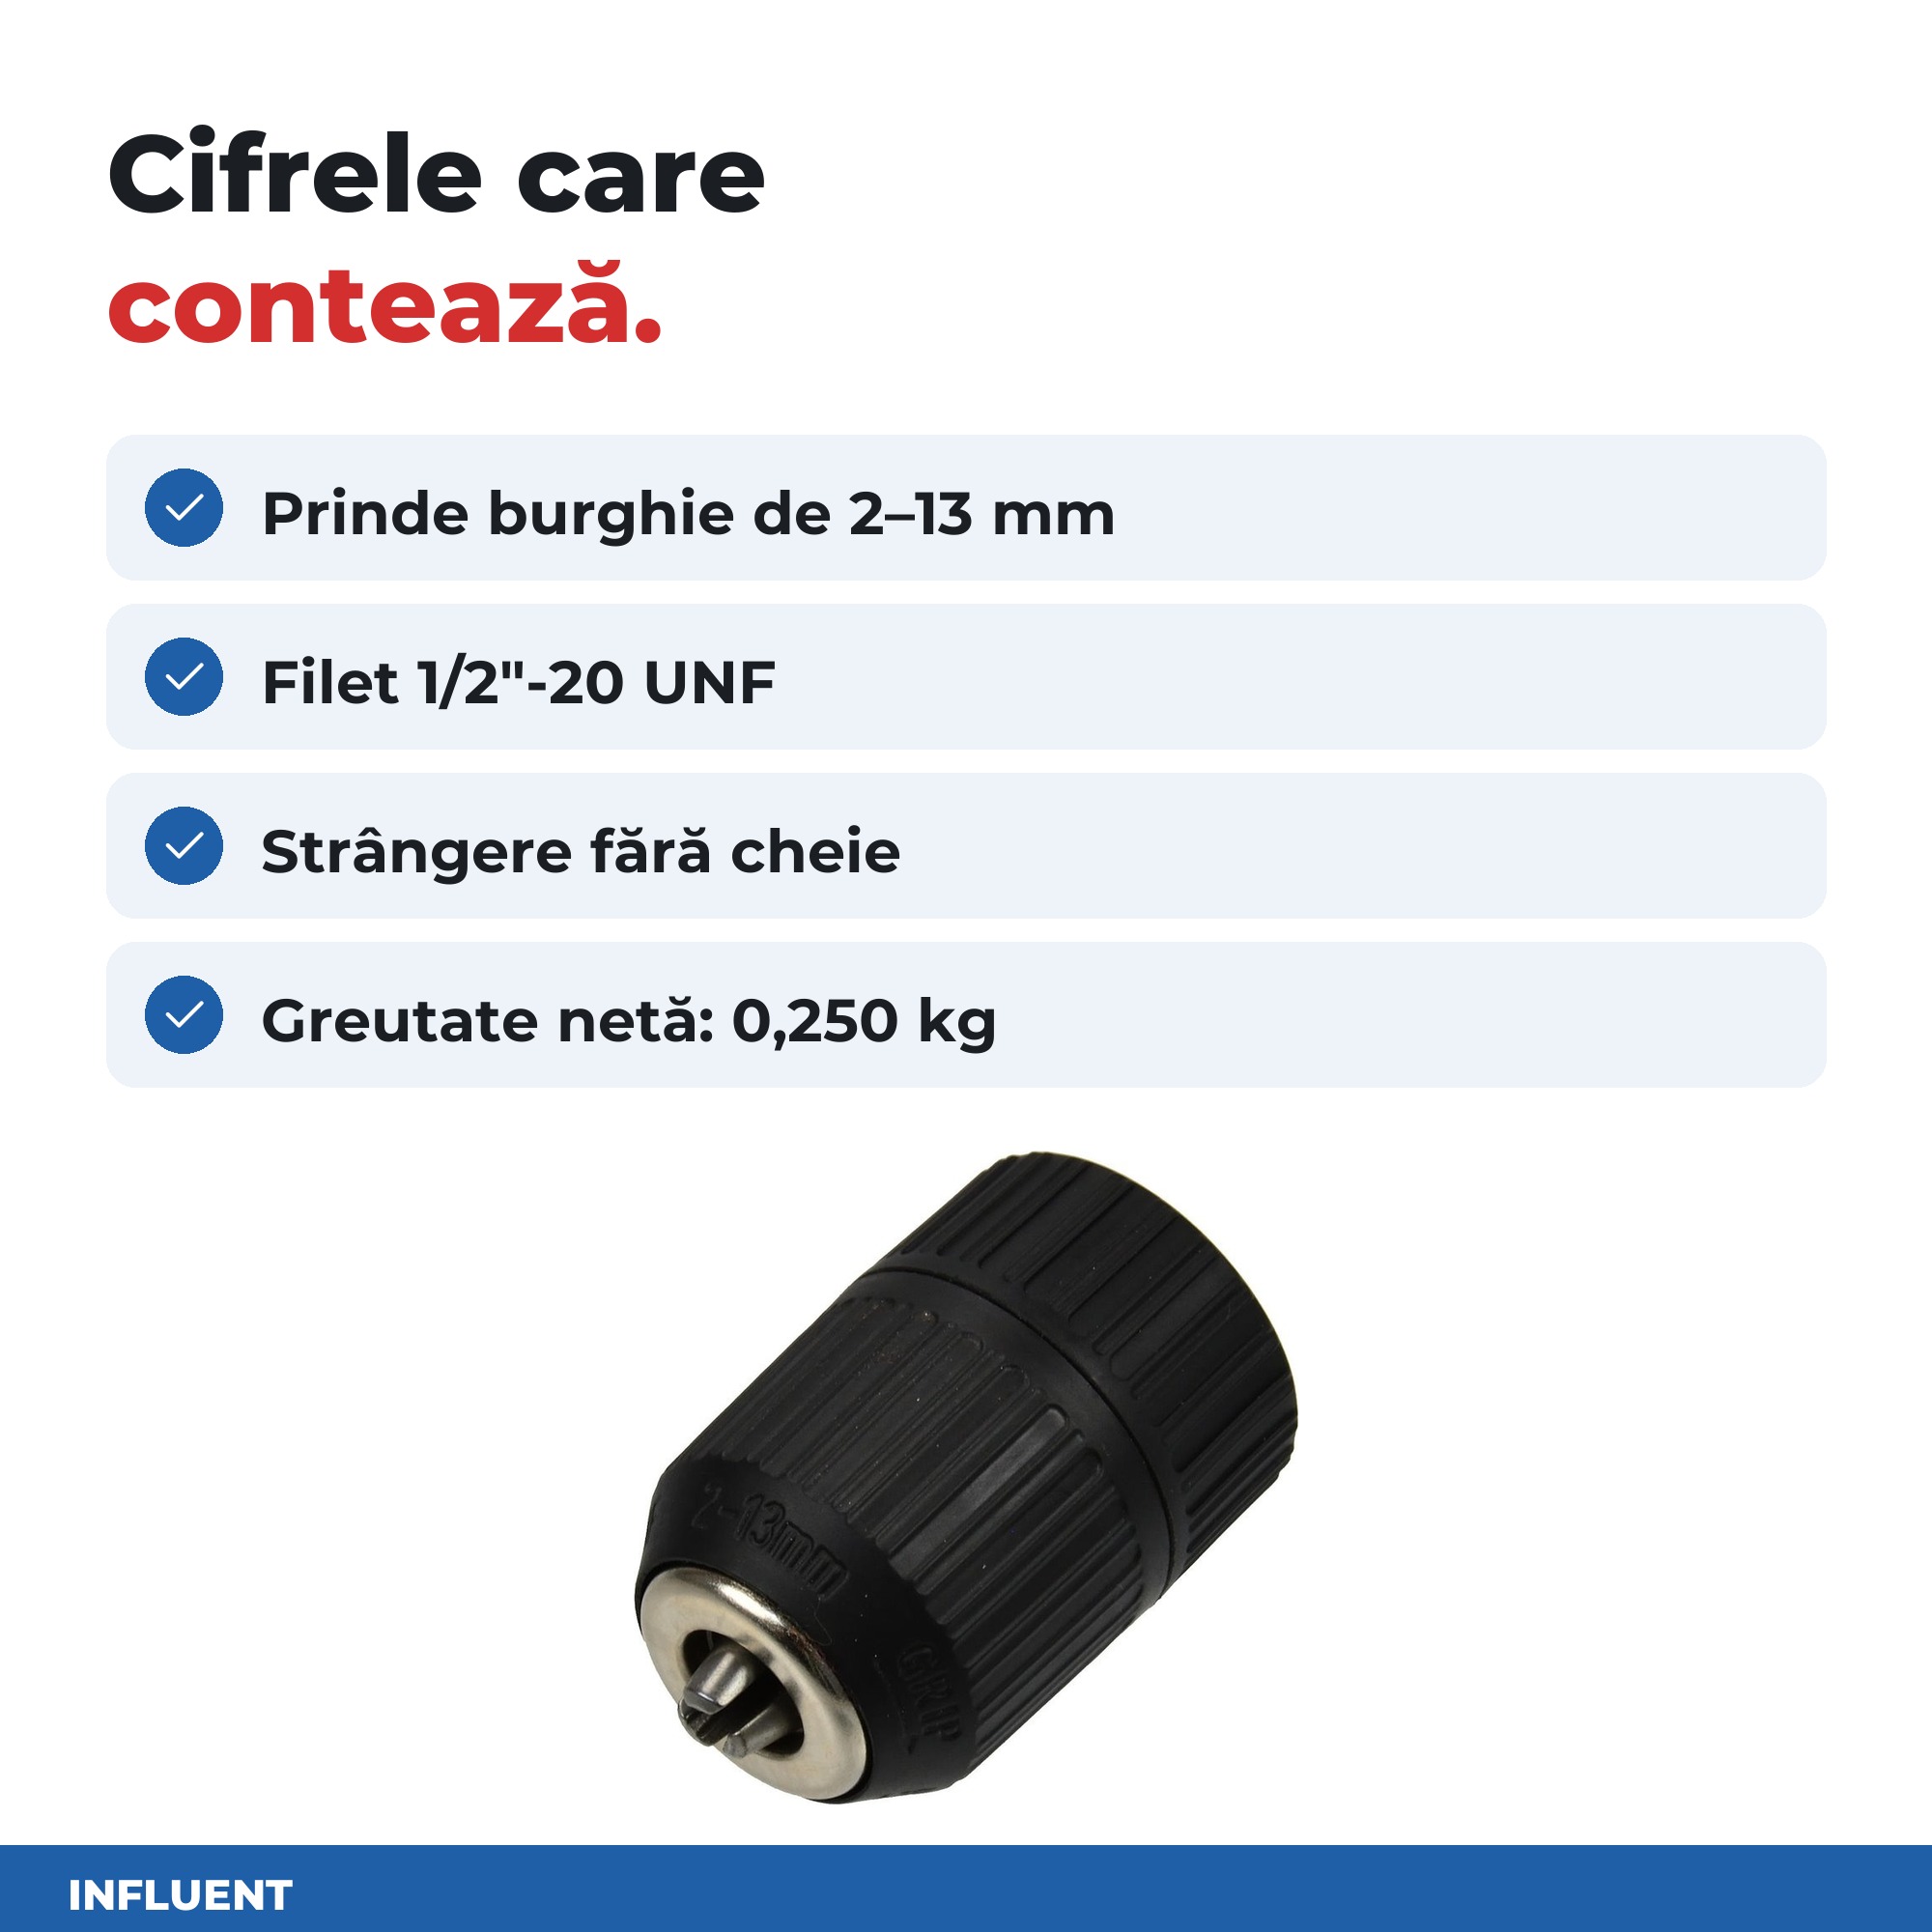 Cifrele care
contează.
Prinde burghie de 2–13 mm
Filet 1/2"-20 UNF
Strângere fără cheie
Greutate netă: 0,250 kg
2-13mm
GRIP
INFLUENT